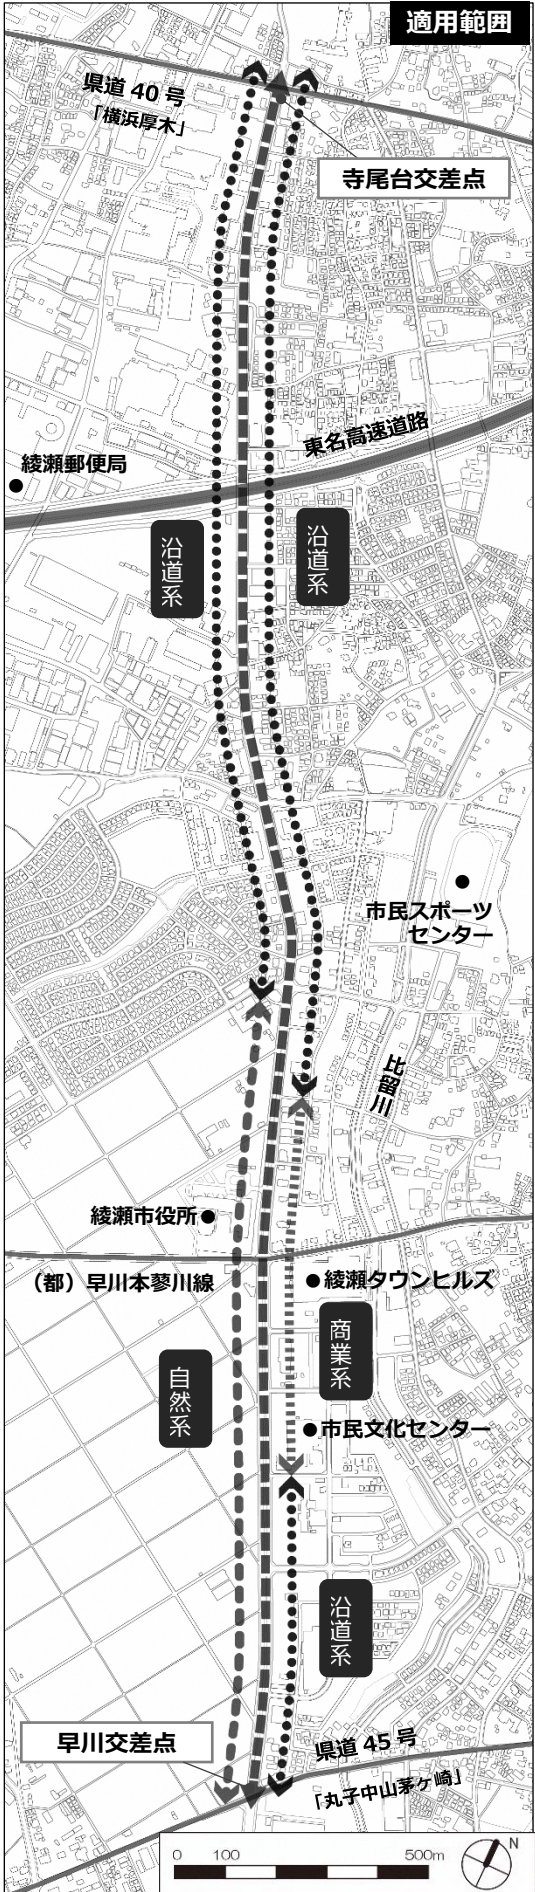 適用範囲
県道 40 号
「横浜厚木」
寺尾台交差点
東名高速道路
綾瀬郵便局
沿道系
沿道系
市民スポーツ
センター
比留川
綾瀬市役所
（都）早川本蓼川線
綾瀬タウンヒルズ
商業系
自然系
市民文化センター
沿道系
早川交差点
県道 45 号
「丸子中山茅ヶ崎」
0 100 500m
N